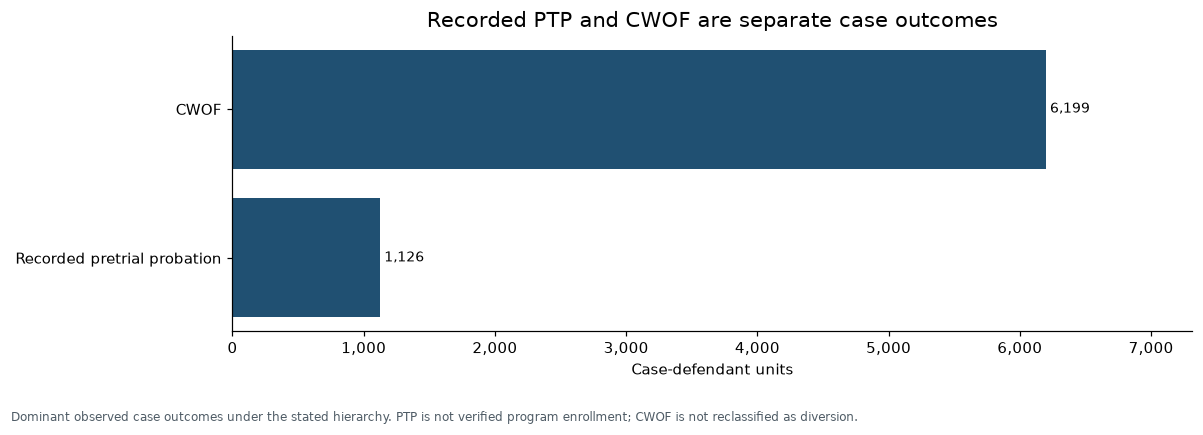 Recorded PTP and CWOF are separate case outcomes
CWOF
6,199
Recorded pretrial probation
1,126
0 1,000 2,000 3,000 4,000 5,000 6,000 7,000
Case-defendant units
Dominant observed case outcomes under the stated hierarchy. PTP is not verified program enrollment; CWOF is not reclassified as diversion.